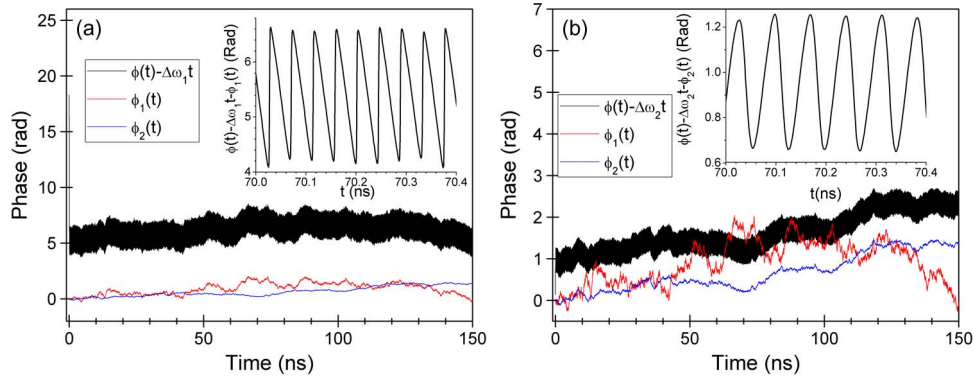 (a)
ϕ(t)-Δω₁t
ϕ₁(t)
ϕ₂(t)
Phase (rad)
25
20
15
10
5
0
0 50 100 150
Time (ns)
ϕ(t)-Δω₁t-ϕ₁(t) (Rad)
6
5
4
70.0 70.1 70.2 70.3 70.4
t (ns)
(b)
ϕ(t)-Δω₂t
ϕ₁(t)
ϕ₂(t)
Phase (rad)
7
6
5
4
3
2
1
0
0 50 100 150
Time (ns)
ϕ(t)-Δω₂t-ϕ₂(t) (Rad)
1.2
1.0
0.8
0.6
70.0 70.1 70.2 70.3 70.4
t(ns)